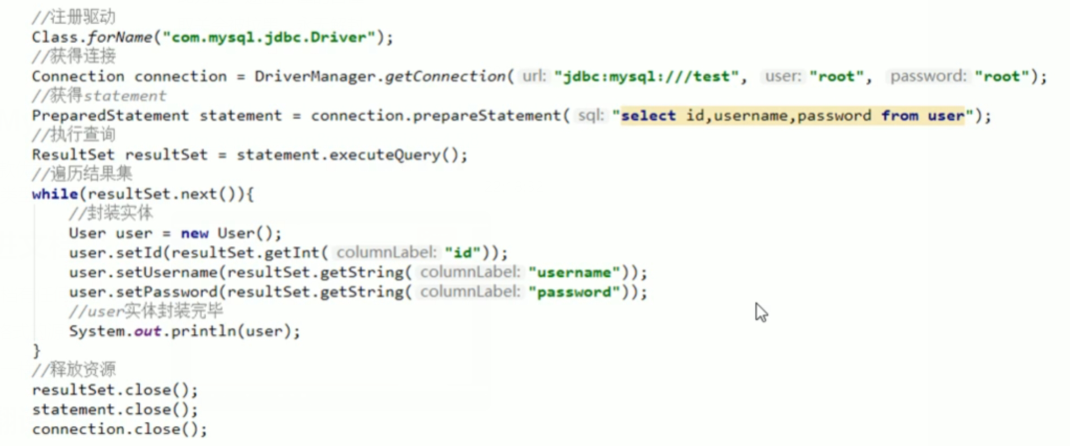 //注册驱动
Class.forName("com.mysql.jdbc.Driver");
//获得连接
Connection connection = DriverManager.getConnection( url: "jdbc:mysql:///test", user: "root", password: "root");
//获得statement
PreparedStatement statement = connection.prepareStatement( sql: "select id,username,password from user");
//执行查询
ResultSet resultSet = statement.executeQuery();
//遍历结果集
while(resultSet.next()){
//封装实体
User user = new User();
user.setId(resultSet.getInt( columnLabel: "id"));
user.setUsername(resultSet.getString( columnLabel: "username"));
user.setPassword(resultSet.getString( columnLabel: "password"));
//user实体封装完毕
System.out.println(user);
}
//释放资源
resultSet.close();
statement.close();
connection.close();